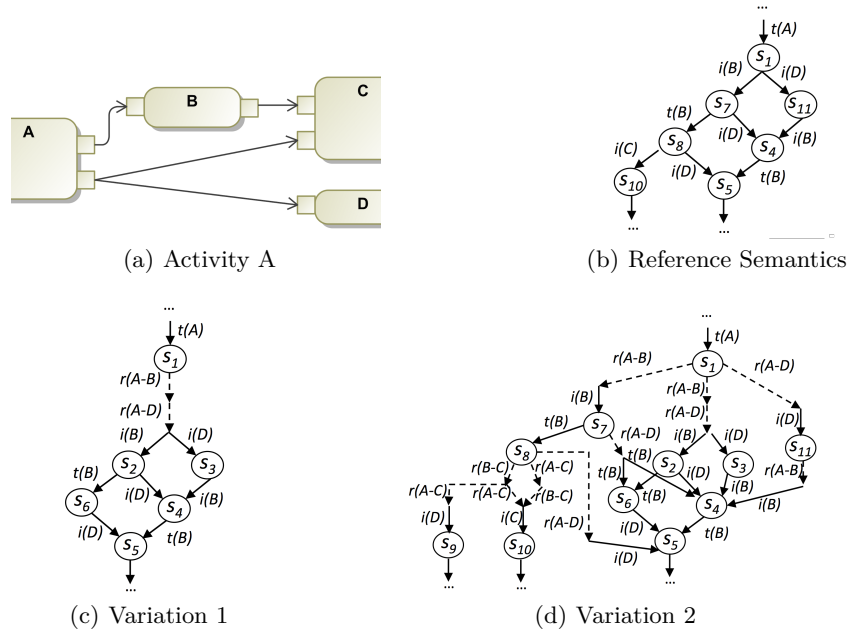 A
B
C
D
(a) Activity A
...
t(A)
S1
i(B) i(D)
S7 S11
t(B) i(D) i(B)
S8 S4
i(C) i(D) t(B)
S10 S5
... ...
(b) Reference Semantics
...
t(A)
S1
r(A-B)
r(A-D)
i(B) i(D)
S2 S3
t(B) i(D) i(B)
S6 S4
i(D) t(B)
S5
...
(c) Variation 1
...
t(A)
r(A-B) S1 r(A-D)
r(A-B)
r(A-D)
i(B) i(D)
t(B) S7 r(A-D) i(B) i(D) S11
S8 t(B) S2 S3
r(B-C) r(A-C) t(B) i(D) r(A-B)
r(A-C) r(A-C) r(B-C) S6 t(B) i(B) S4 i(B)
i(D) i(C) r(A-D) i(D) t(B)
S9 S10 i(D) S5
... ... ...
(d) Variation 2